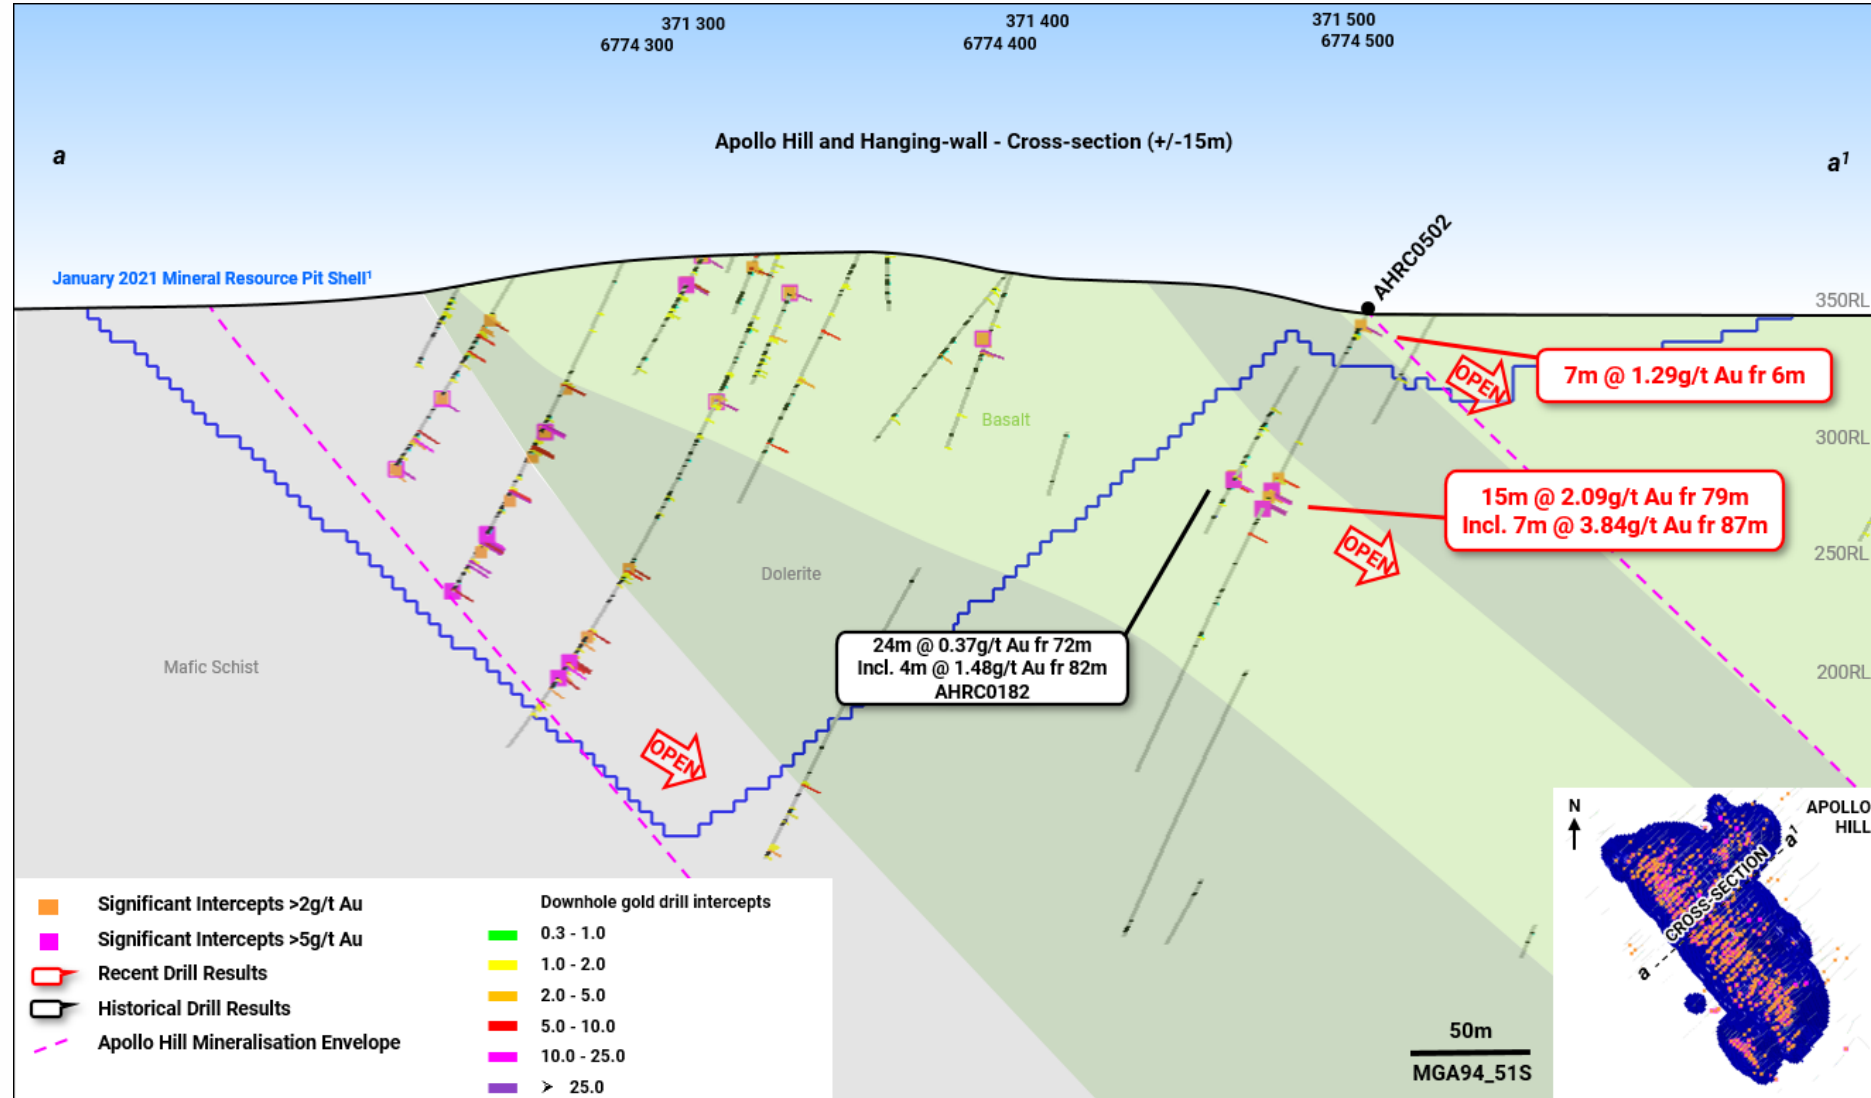 371 300
6774 300
371 400
6774 400
371 500
6774 500
Apollo Hill and Hanging-wall - Cross-section (+/-15m)
a
a¹
AHRC0502
January 2021 Mineral Resource Pit Shell¹
350RL
7m @ 1.29g/t Au fr 6m
OPEN
Basalt
300RL
15m @ 2.09g/t Au fr 79m
Incl. 7m @ 3.84g/t Au fr 87m
OPEN
250RL
Dolerite
24m @ 0.37g/t Au fr 72m
Incl. 4m @ 1.48g/t Au fr 82m
AHRC0182
Mafic Schist
200RL
OPEN
Significant Intercepts >2g/t Au
Significant Intercepts >5g/t Au
Recent Drill Results
Historical Drill Results
Apollo Hill Mineralisation Envelope
Downhole gold drill intercepts
0.3 - 1.0
1.0 - 2.0
2.0 - 5.0
5.0 - 10.0
10.0 - 25.0
➢ 25.0
50m
MGA94_51S
N
APOLLO
HILL
a
CROSS-SECTION
a¹